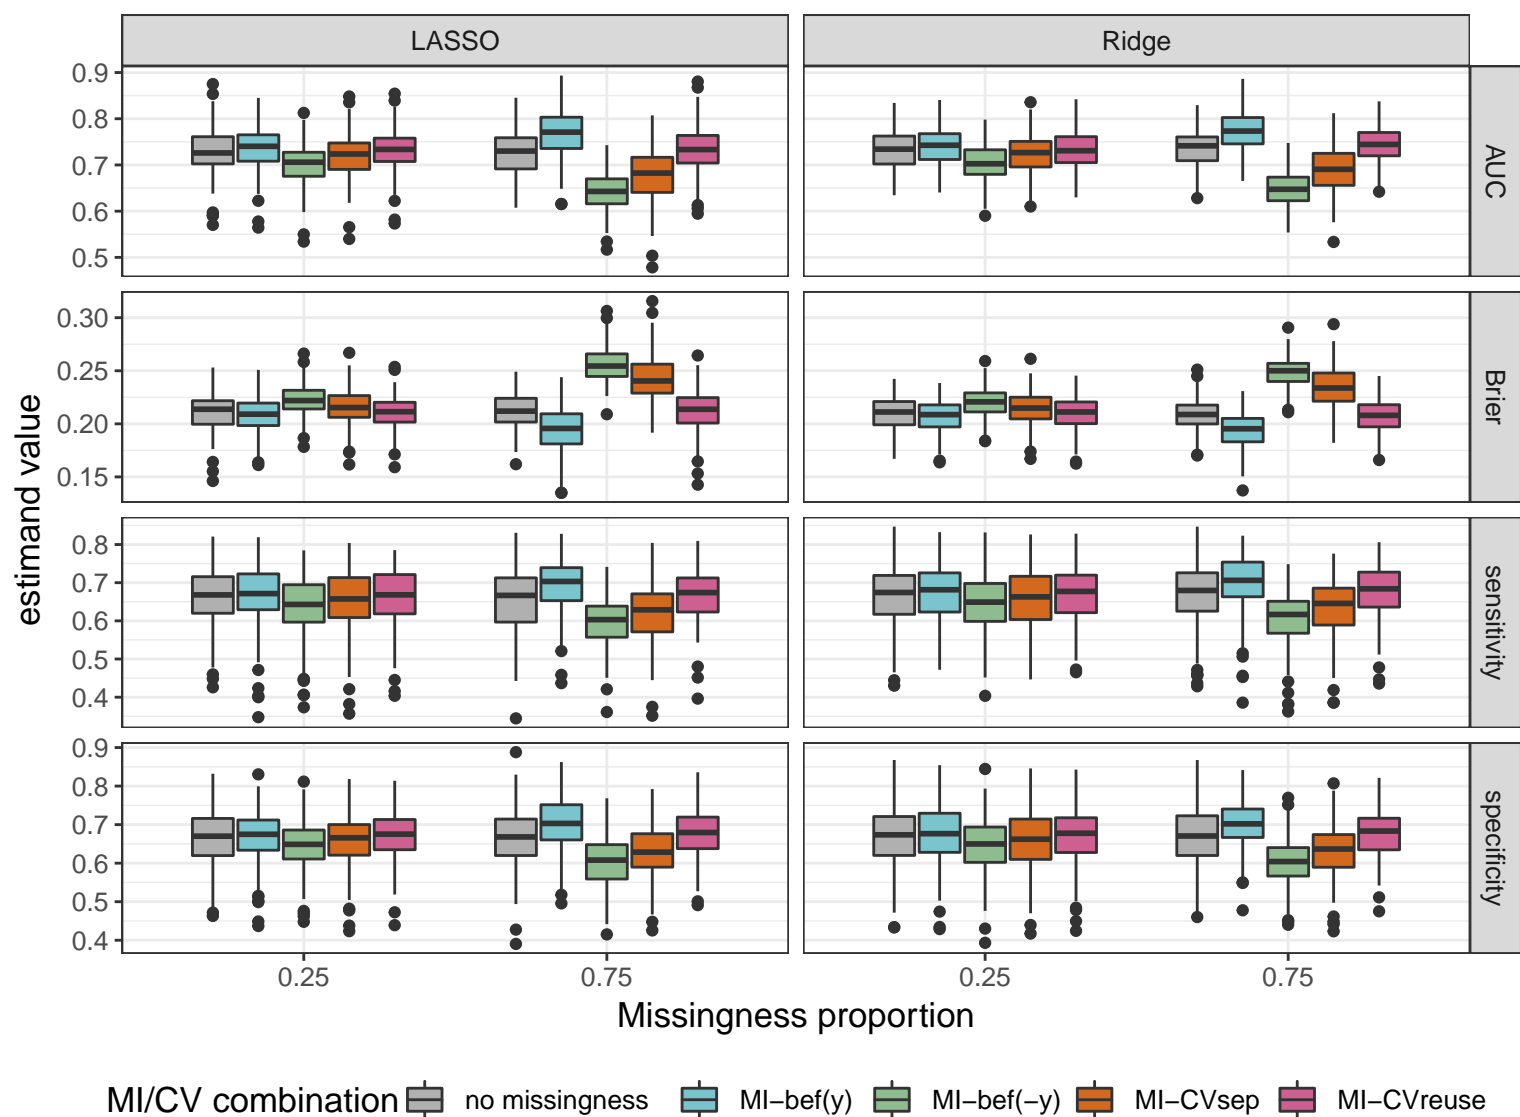 LASSO
Ridge
0.9
0.8
0.7
0.6
0.5
AUC
0.30
0.25
0.20
0.15
Brier
0.8
0.7
0.6
0.5
0.4
sensitivity
0.9
0.8
0.7
0.6
0.5
0.4
specificity
estimand value
0.25
0.75
0.25
0.75
Missingness proportion
MI/CV combination
no missingness
MI−bef(y)
MI−bef(−y)
MI−CVsep
MI−CVreuse